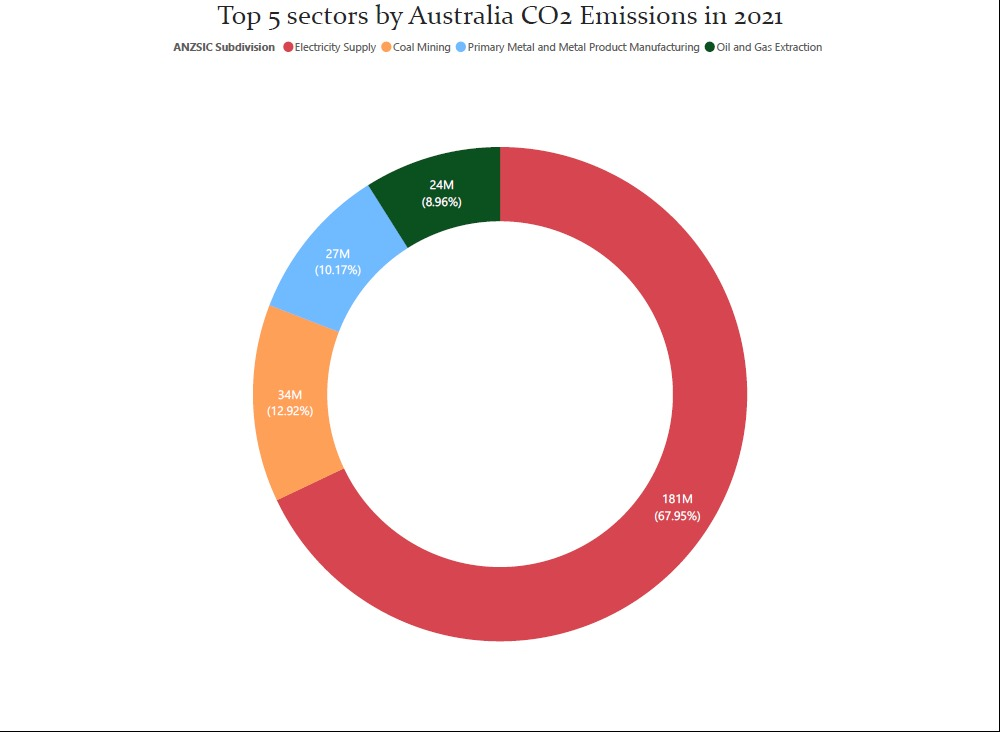 Top 5 sectors by Australia CO2 Emissions in 2021
ANZSIC Subdivision Electricity Supply Coal Mining Primary Metal and Metal Product Manufacturing Oil and Gas Extraction
24M
(8.96%)
27M
(10.17%)
34M
(12.92%)
181M
(67.95%)